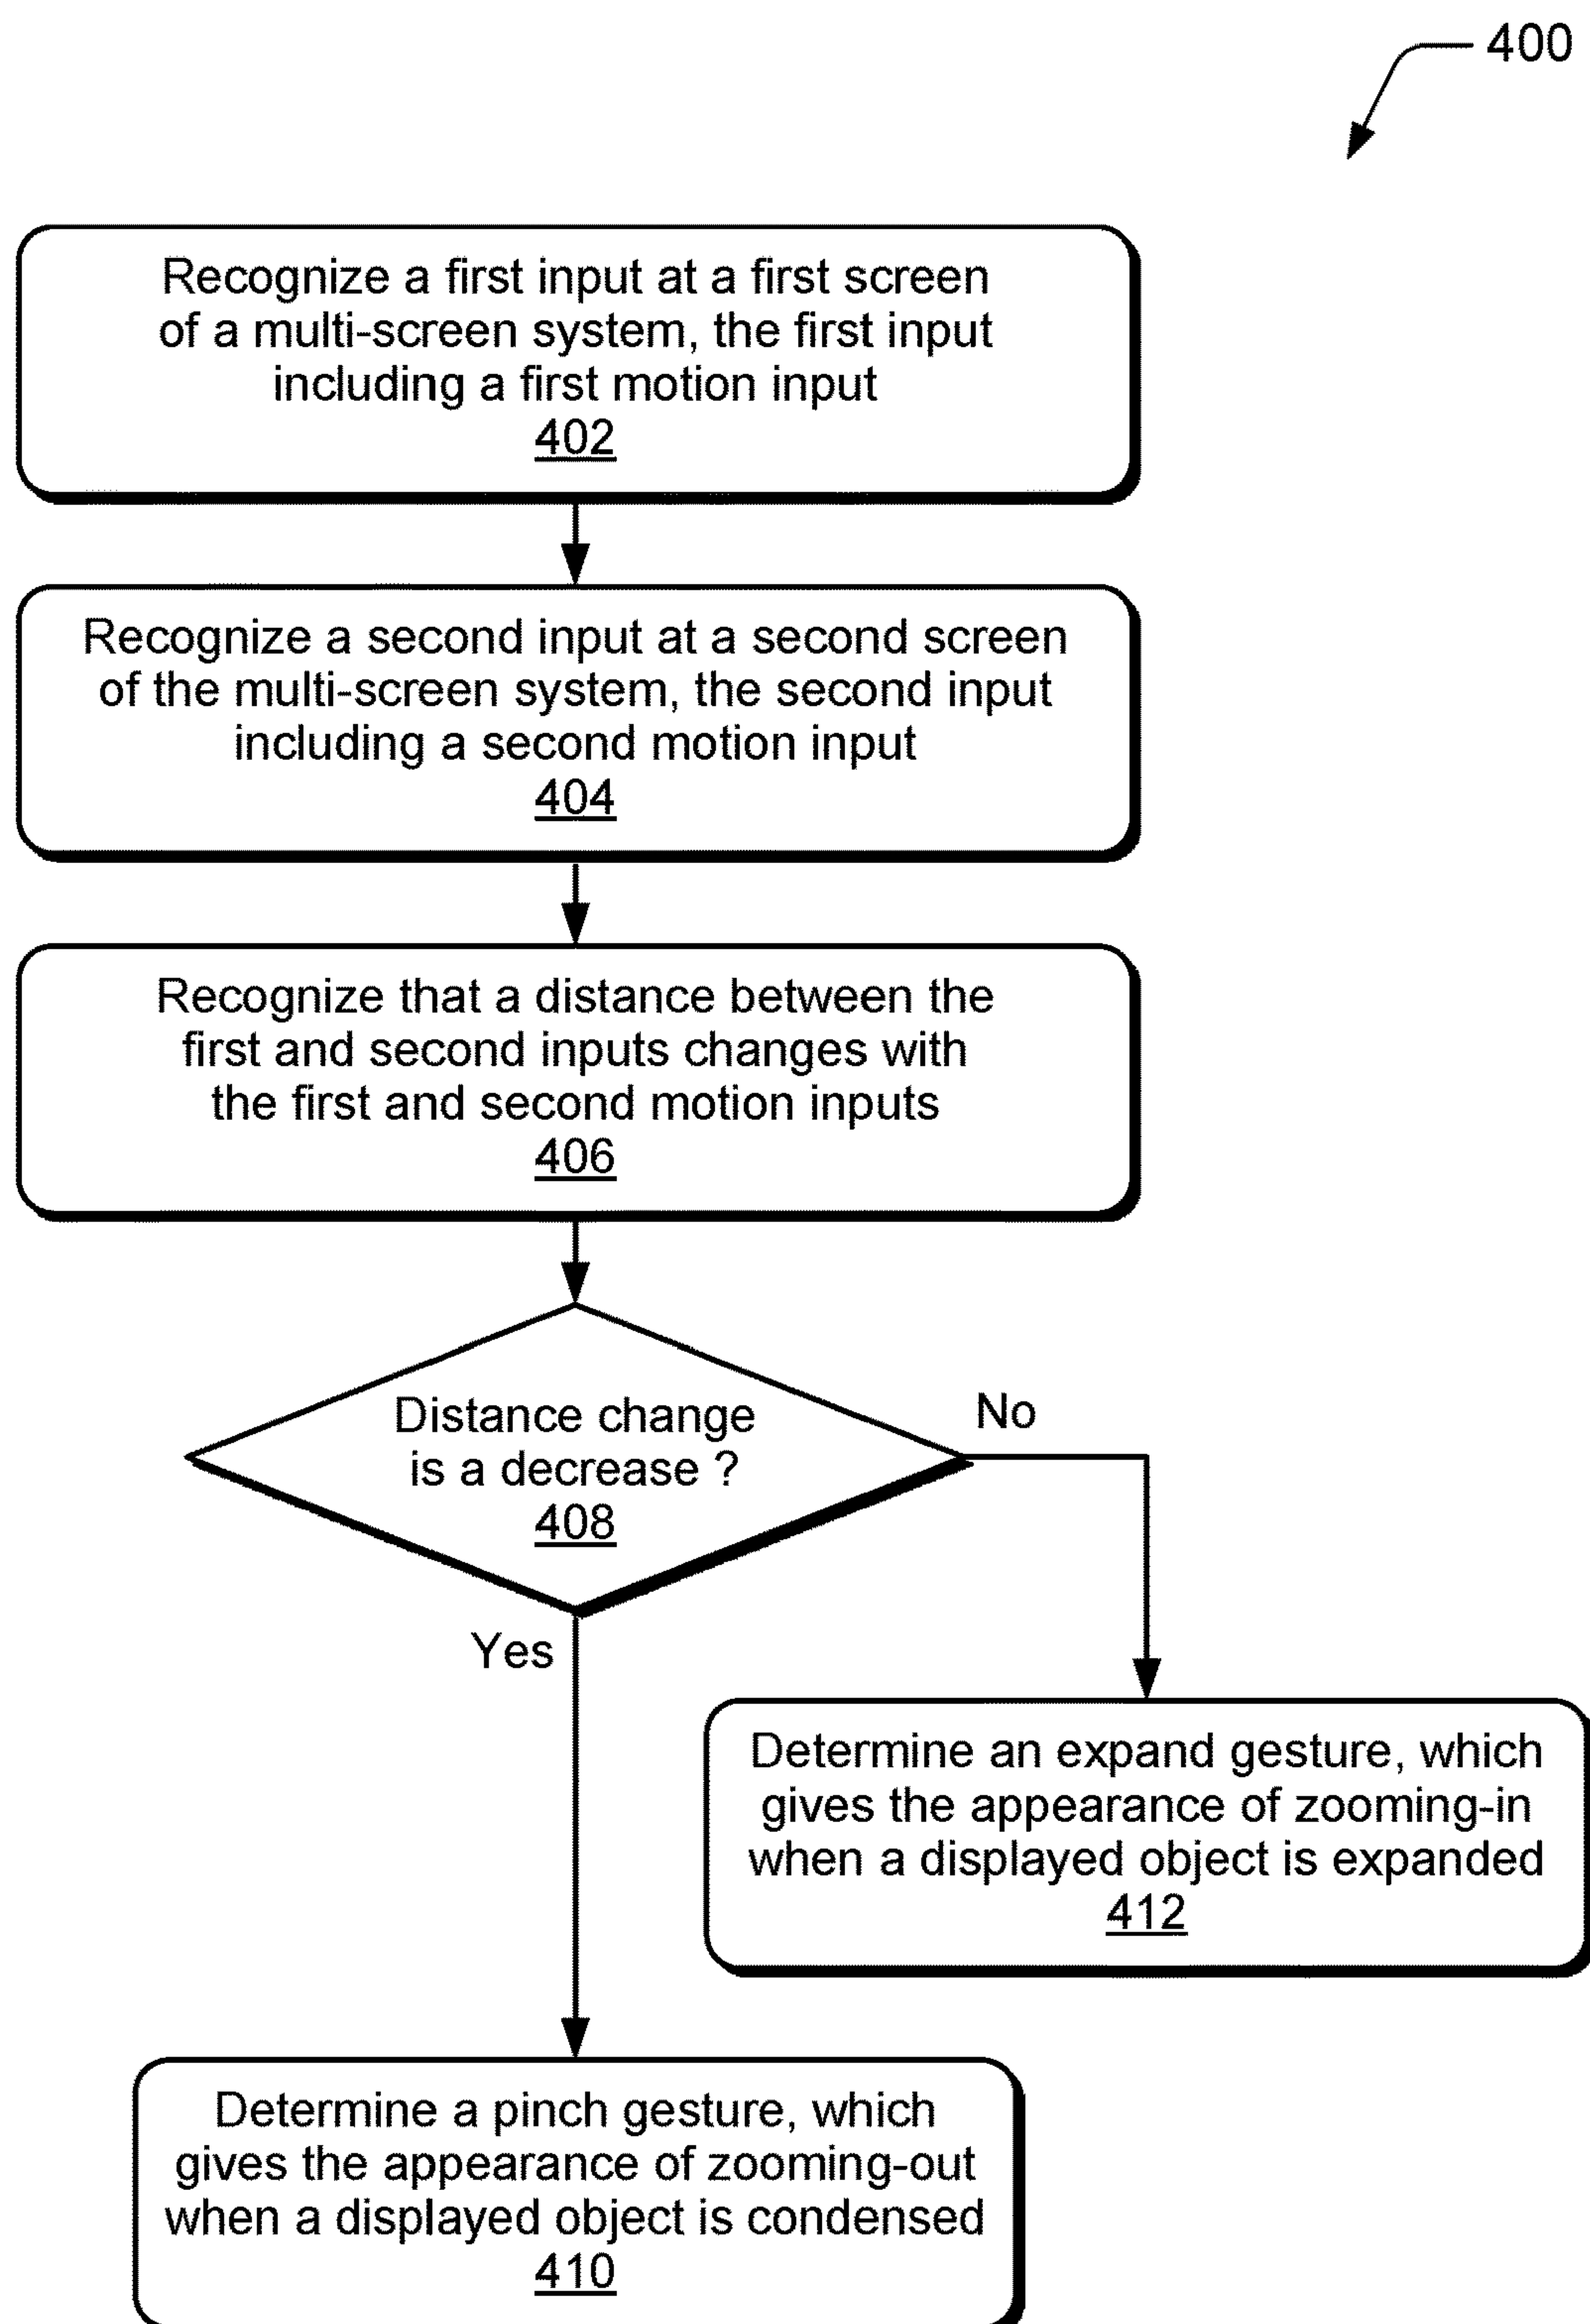 400
Recognize a first input at a first screen
of a multi-screen system, the first input
including a first motion input
402
Recognize a second input at a second screen
of the multi-screen system, the second input
including a second motion input
404
Recognize that a distance between the
first and second inputs changes with
the first and second motion inputs
406
Distance change
is a decrease ?
408
No
Yes
Determine an expand gesture, which
gives the appearance of zooming-in
when a displayed object is expanded
412
Determine a pinch gesture, which
gives the appearance of zooming-out
when a displayed object is condensed
410